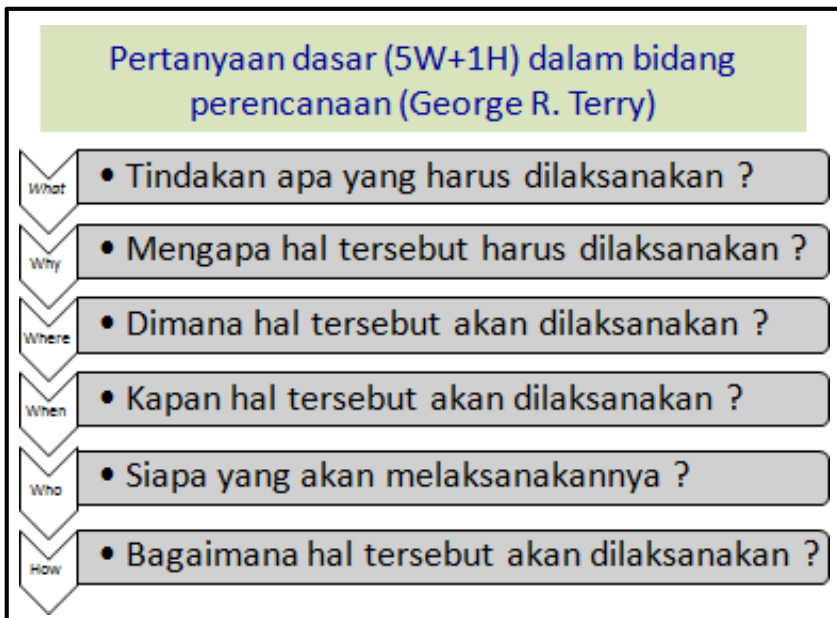 Pertanyaan dasar (5W+1H) dalam bidang
perencanaan (George R. Terry)
What
• Tindakan apa yang harus dilaksanakan ?
Why
• Mengapa hal tersebut harus dilaksanakan ?
Where
• Dimana hal tersebut akan dilaksanakan ?
When
• Kapan hal tersebut akan dilaksanakan ?
Who
• Siapa yang akan melaksanakannya ?
How
• Bagaimana hal tersebut akan dilaksanakan ?